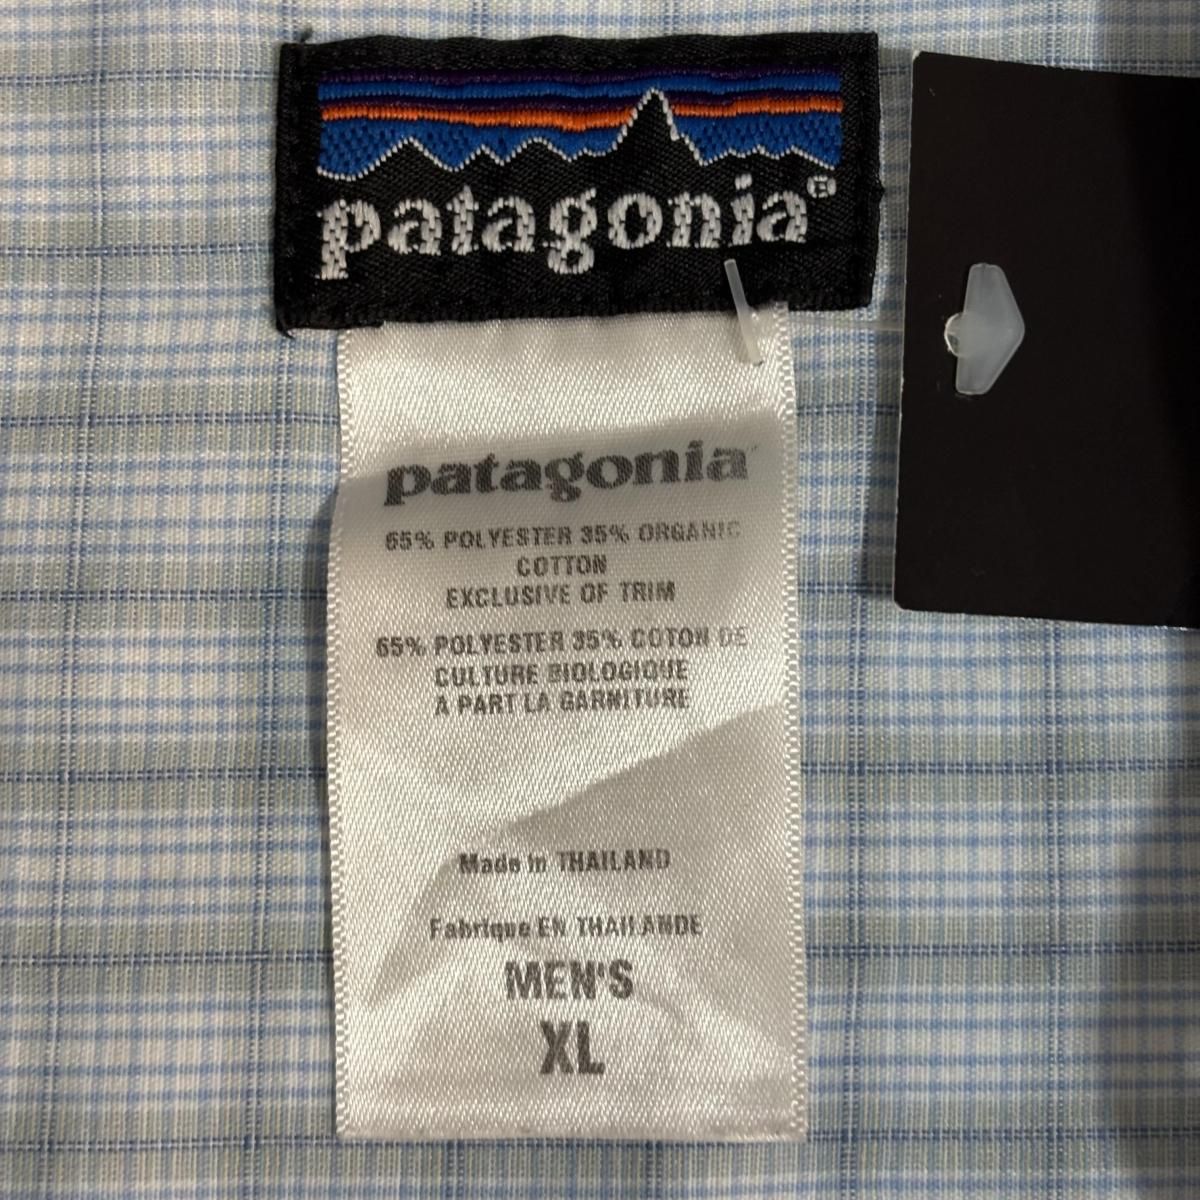 patagonia®
patagonia
65% POLYESTER 35% ORGANIC
COTTON
EXCLUSIVE OF TRIM
65% POLYESTER 35% COTON DE
CULTURE BIOLOGIQUE
À PART LA GARNITURE
Made in THAILAND
Fabrique EN THAILANDE
MEN'S
XL